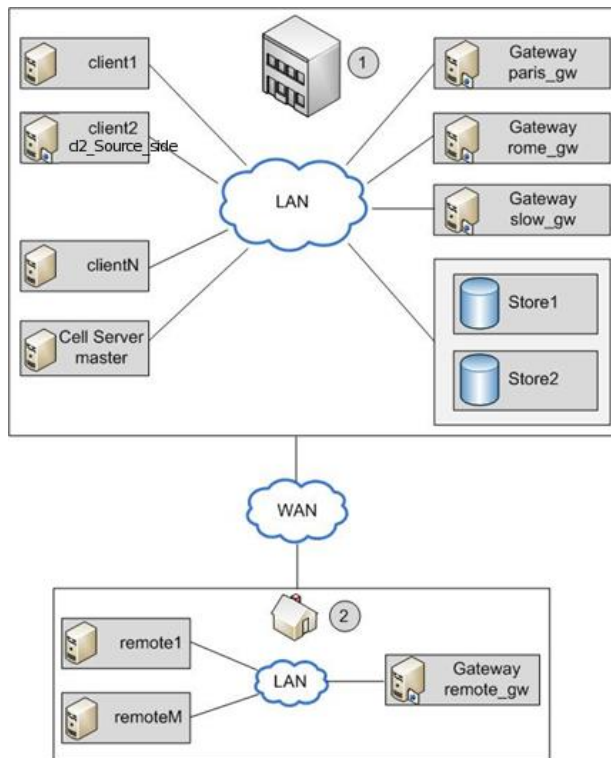 client1
1
Gateway
paris_gw
client2
cl2_Source_side
Gateway
rome_gw
LAN
Gateway
slow_gw
clientN
Store1
Cell Server
master
Store2
WAN
2
remote1
LAN
Gateway
remote_gw
remoteM